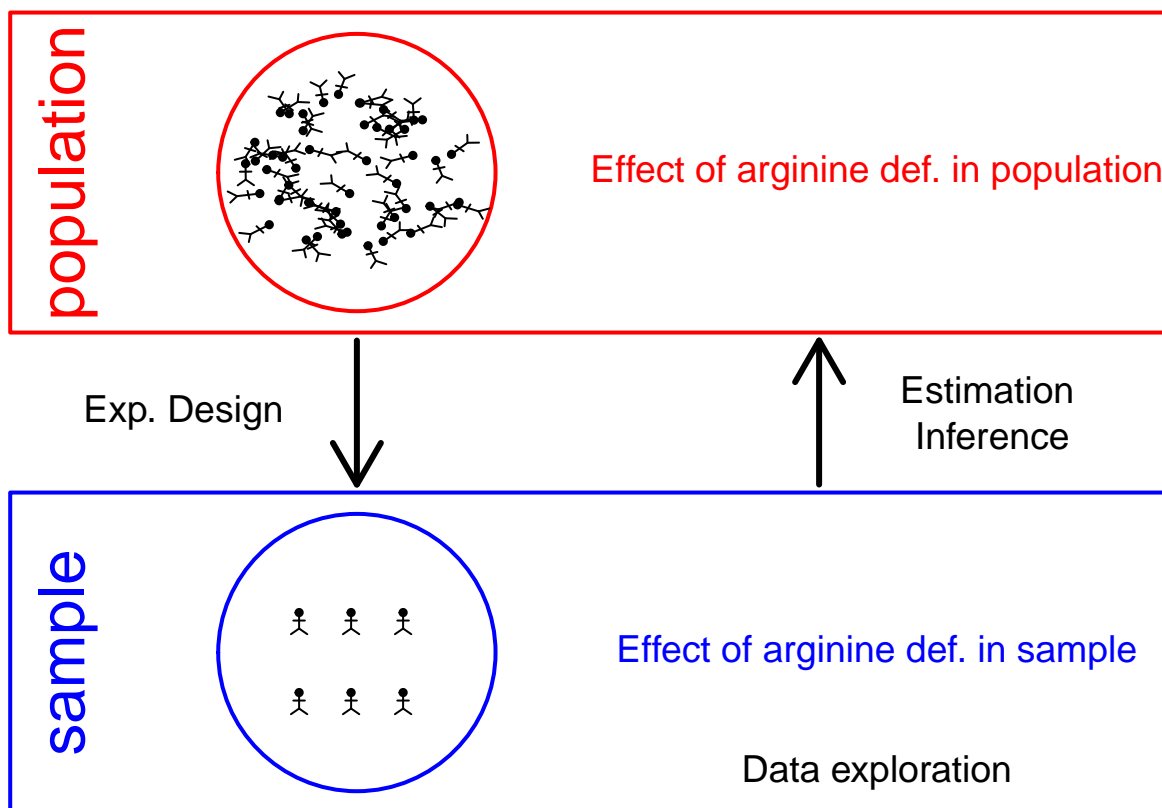 population
Effect of arginine def. in population
Exp. Design
Estimation
Inference
sample
Effect of arginine def. in sample
Data exploration